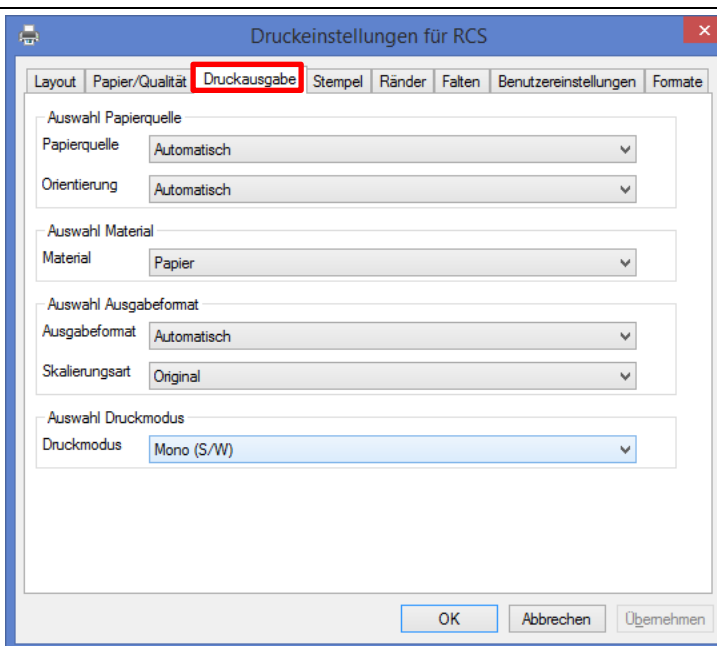 Druckeinstellungen für RCS
Layout Papier/Qualität Druckausgabe Stempel Ränder Falten Benutzereinstellungen Formate
Auswahl Papierquelle
Papierquelle Automatisch
Orientierung Automatisch
Auswahl Material
Material Papier
Auswahl Ausgabeformat
Ausgabeformat Automatisch
Skalierungsart Original
Auswahl Druckmodus
Druckmodus Mono (S/W)
OK Abbrechen Übernehmen